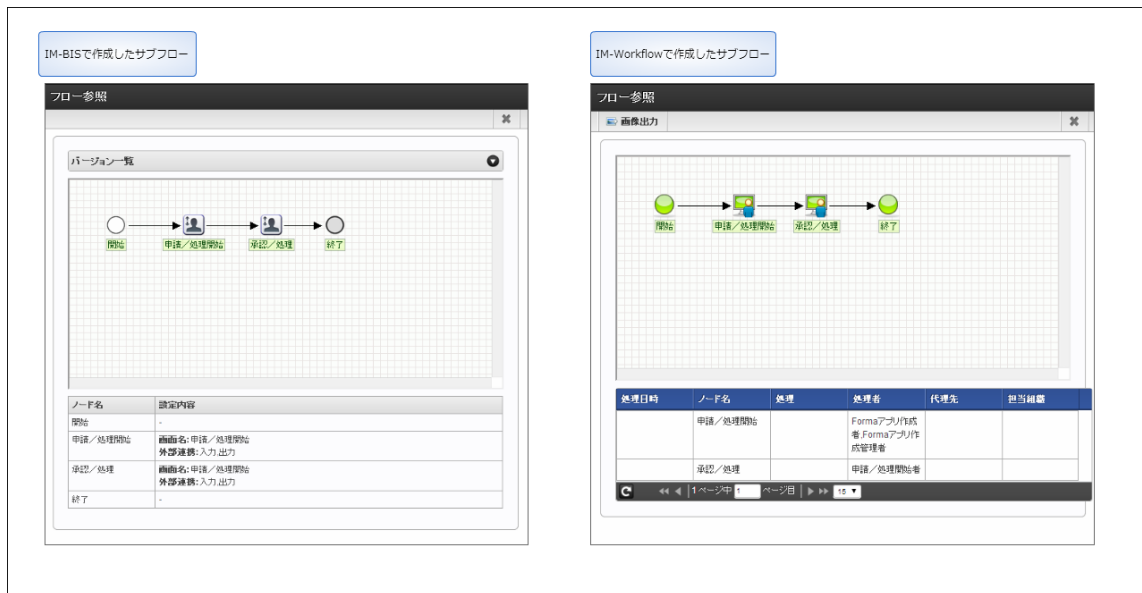 IM-BISで作成したサブフロー
フロー参照
バージョン一覧
開始
申請／処理開始
承認／処理
終了
ノード名 設定内容
開始 -
申請／処理開始 画面名:申請／処理開始
外部連携:入力,出力
承認／処理 画面名:申請／処理開始
外部連携:入力,出力
終了 -
IM-Workflowで作成したサブフロー
フロー参照
画像出力
開始
申請／処理開始
承認／処理
終了
処理日時 ノード名 処理 処理者 代理先 担当組織
申請／処理開始 Formaアプリ作成
者,Formaアプリ作
成管理者
承認／処理 申請／処理開始者
1ページ中 1 ページ目 15